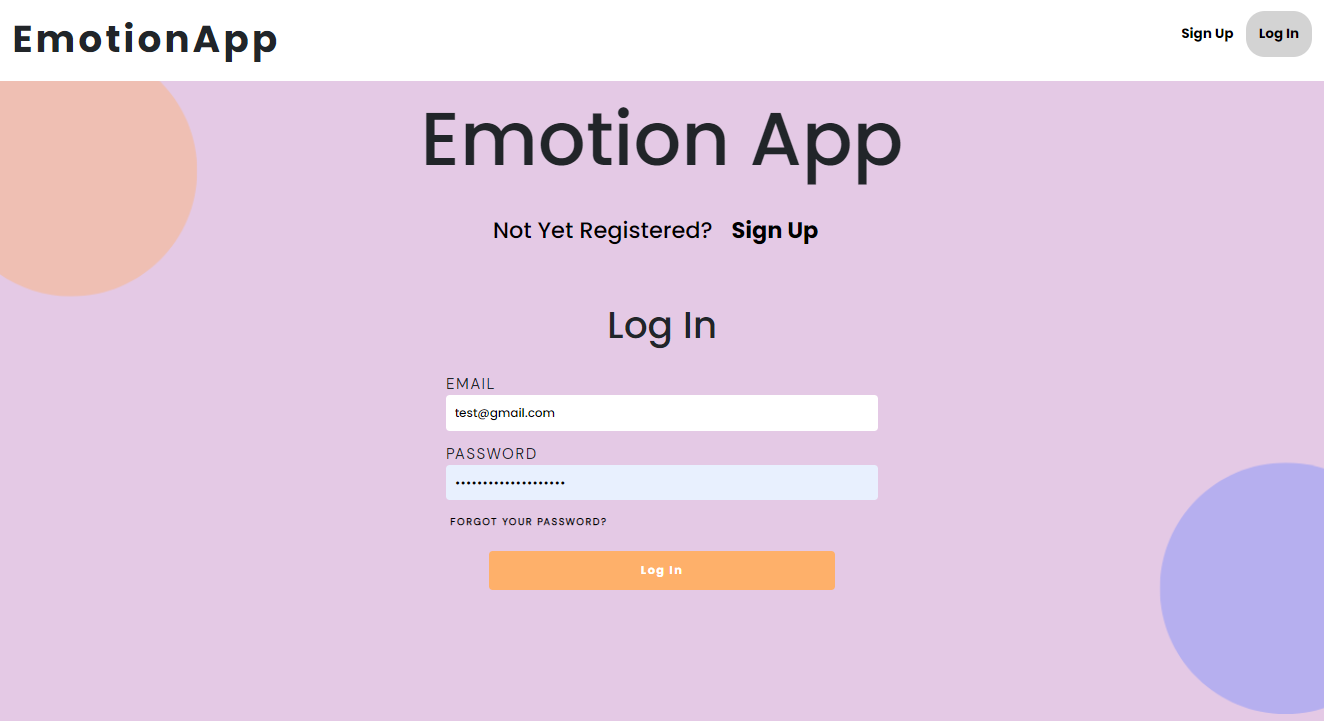 EmotionApp
Sign Up
Log In
Emotion App
Not Yet Registered? Sign Up
Log In
EMAIL
test@gmail.com
PASSWORD
••••••••••••••••••••
FORGOT YOUR PASSWORD?
Log In